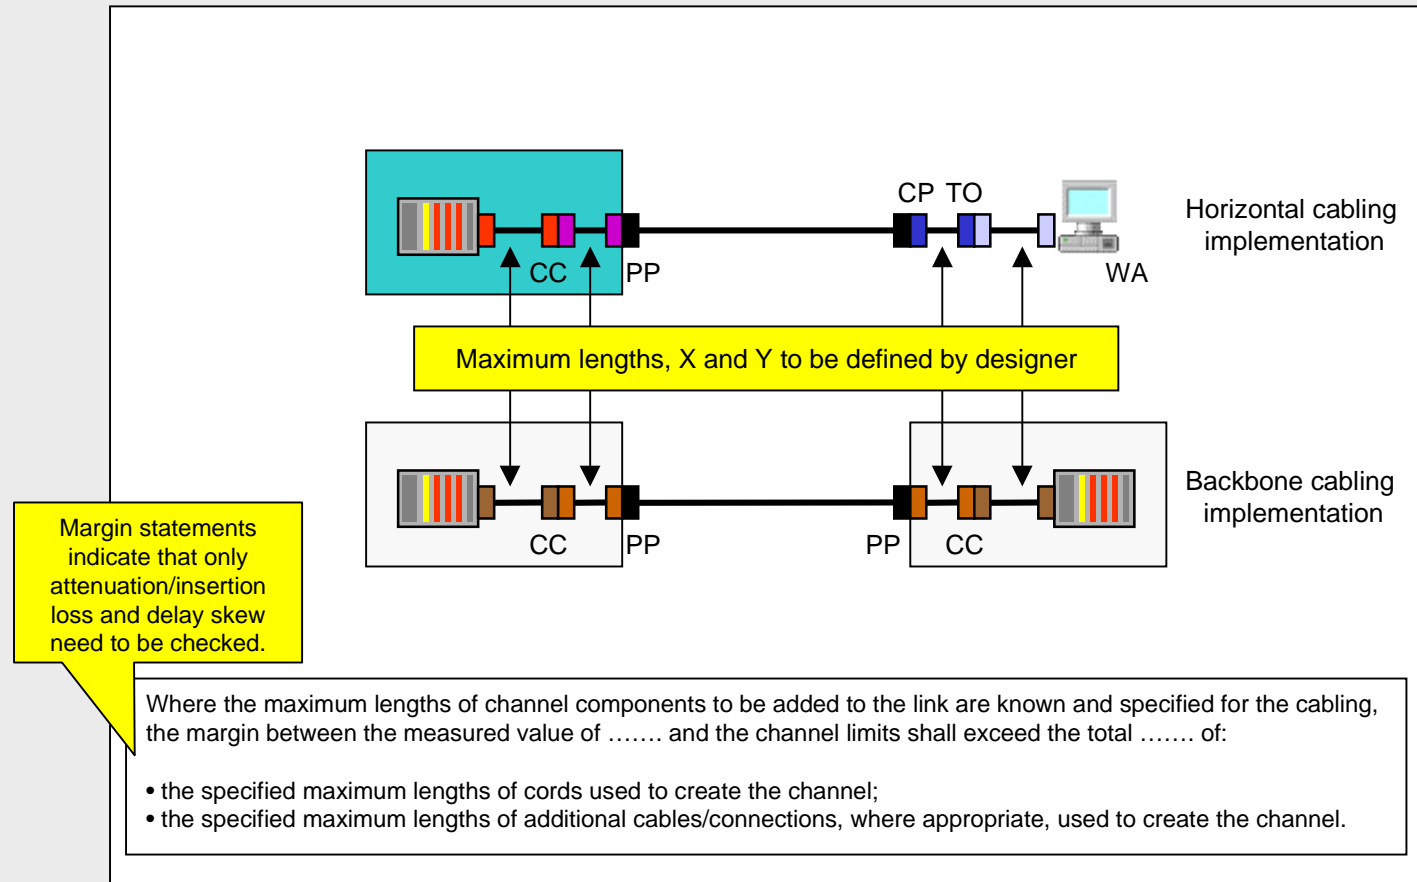 CP TO
Horizontal cabling
implementation
CC
PP
WA
Maximum lengths, X and Y to be defined by designer
Backbone cabling
implementation
CC
PP
PP
CC
Margin statements
indicate that only
attenuation/insertion
loss and delay skew
need to be checked.
Where the maximum lengths of channel components to be added to the link are known and specified for the cabling,
the margin between the measured value of ……. and the channel limits shall exceed the total ……. of:
• the specified maximum lengths of cords used to create the channel;
• the specified maximum lengths of additional cables/connections, where appropriate, used to create the channel.